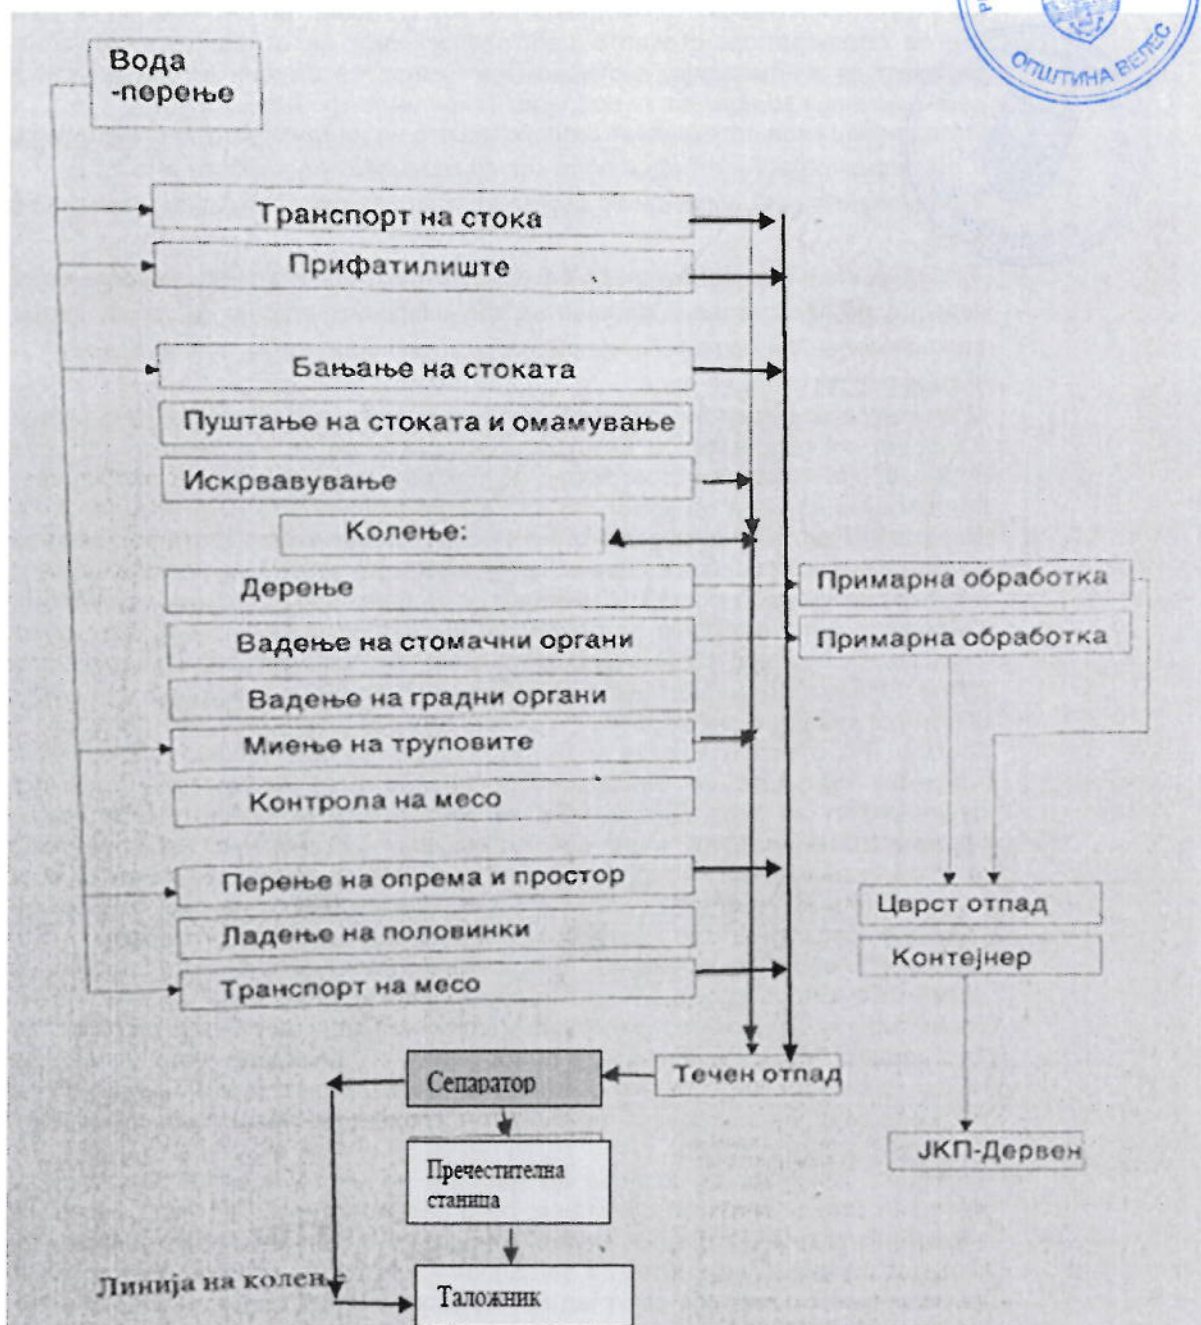 ОПШТИНА ВЕЛЕС
Вода
-перење
Транспорт на стока
Прифатилиште
Бањање на стоката
Пуштање на стоката и омамување
Искрвавување
Колење:
Дерење
Примарна обработка
Вадење на стомачни органи
Примарна обработка
Вадење на градни органи
Миење на труповите
Контрола на месо
Перење на опрема и простор
Цврст отпад
Ладење на половинки
Контејнер
Транспорт на месо
Сепаратор
Течен отпад
Пречестителна
станица
ЈКП-Дервен
Линија на колење
Таложник